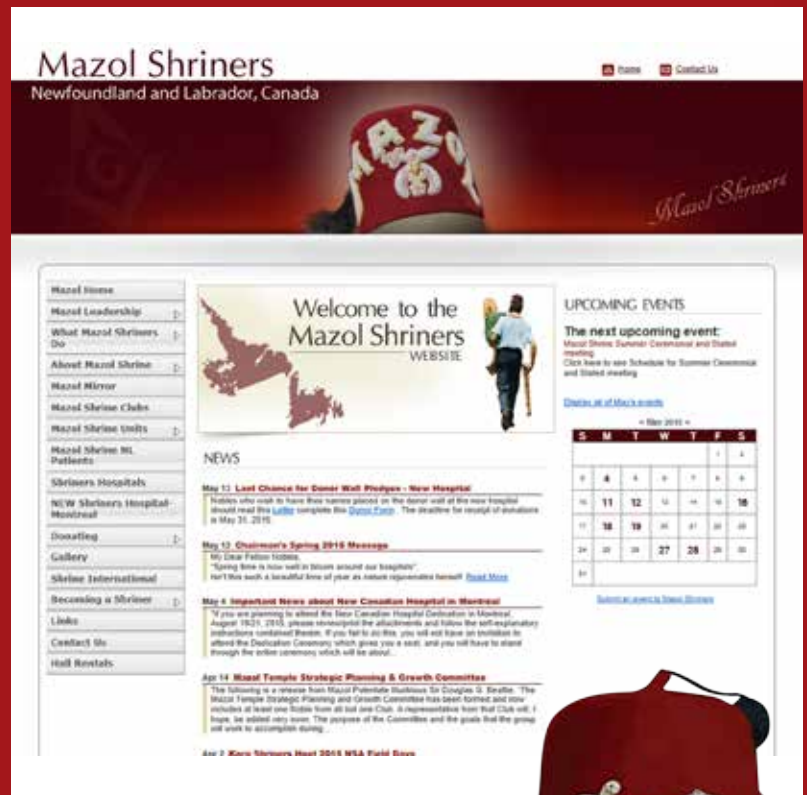 Mazol Shriners
Home
Contact Us
Newfoundland and Labrador, Canada
MAZOL
Mazol Shriners
Mazol Home
Mazol Leadership
What Mazol Shriners
Do
About Mazol Shrine
Mazol Mirror
Mazol Shrine Clubs
Mazol Shrine Units
Mazol Shrine NL
Patients
Shriners Hospitals
NEW Shriners Hospital-
Montreal
Donating
Gallery
Shrine International
Becoming a Shriner
Links
Contact Us
Hall Rentals
Welcome to the
Mazol Shriners
WEBSITE
NEWS
May 13 Last Chance for Donor Wall Pledges - New Hospital
Nobles who wish to have their names placed on the donor wall at the new hospital
should read this Letter complete this Donor Form . The deadline for receipt of donations
is May 31, 2015.
May 13 Chairman's Spring 2015 Message
My Dear Fellow Nobles,
"Spring time is now well in bloom around our hospitals"
Isn't this such a beautiful time of year as nature rejuvenates herself. Read More
May 4 Important News about New Canadian Hospital in Montreal
"If you are planning to attend the New Canadian Hospital Dedication in Montreal,
August 18/21, 2015, please review/print the attachments and follow the self-explanatory
instructions contained therein. If you fail to do this, you will not have an invitation to
attend the Dedication Ceremony which gives you a seat, and you will have to stand
through the entire ceremony which will be about...
Apr 14 Mazol Temple Strategic Planning & Growth Committee
The following is a release from Mazol Potentate Illustrious Sir Douglas G. Beattie. "The
Mazol Temple Strategic Planning and Growth Committee has been formed and now
includes at least one Noble from all but one Club. A representative from that Club will, I
hope, be added very soon. The purpose of the Committee and the goals that the group
will work to accomplish during...
Apr 2 Karu Shriners Host 2015 NSA Field Days
UPCOMING EVENTS
The next upcoming event:
Mazol Shrine Summer Ceremonial and Stated
meeting
Click here to see Schedule for Summer Ceremonial
and Stated meeting
Display all of May's events
« May 2015 »
S M T W T F S
1 2
3 4 5 6 7 8 9
10 11 12 13 14 15 16
17 18 19 20 21 22 23
24 25 26 27 28 29 30
31
Submit an event to Mazol Shriners